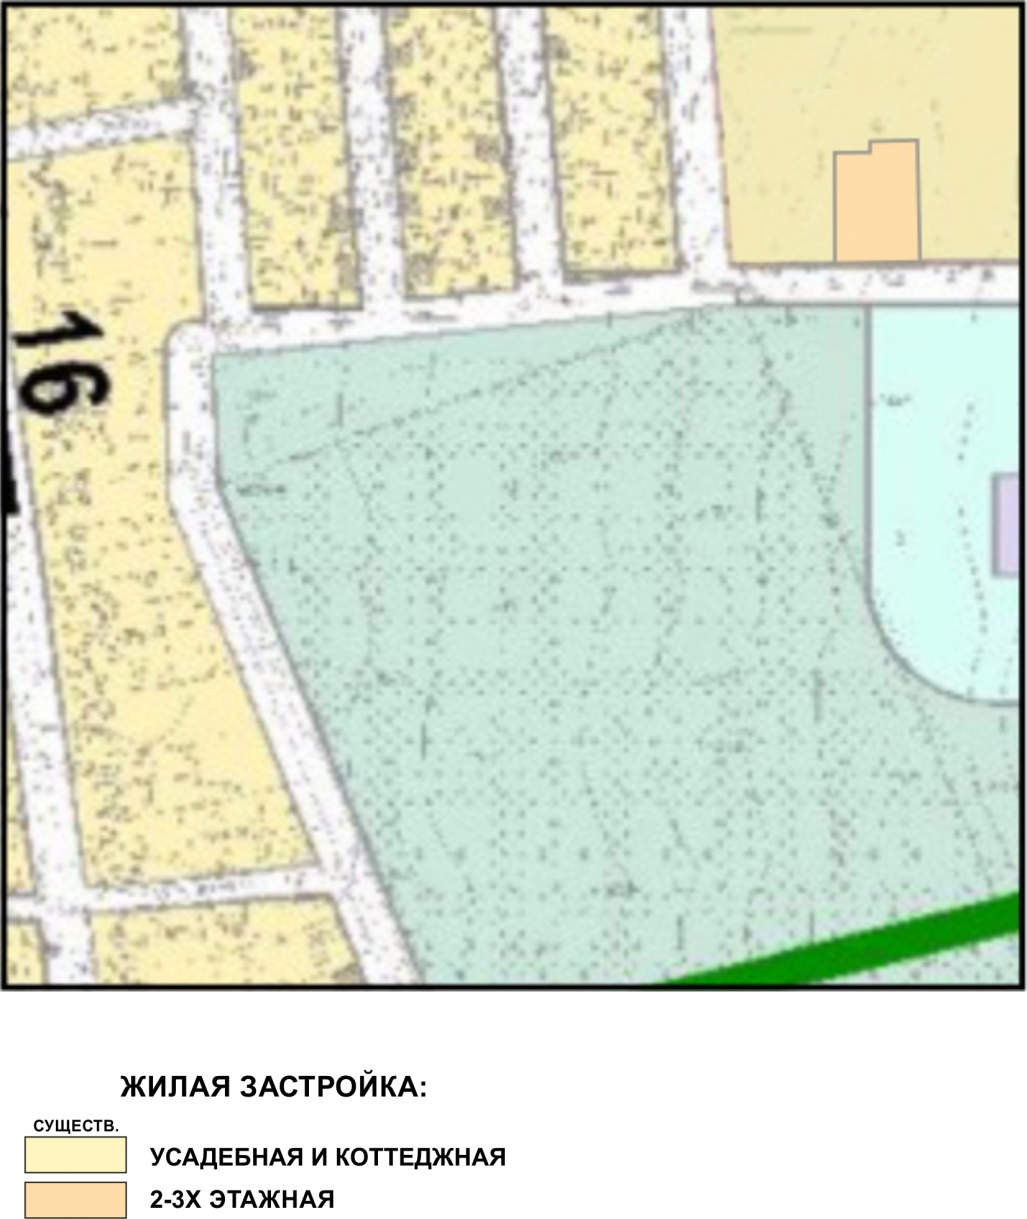 16
ЖИЛАЯ ЗАСТРОЙКА:
СУЩЕСТВ.
УСАДЕБНАЯ И КОТТЕДЖНАЯ
2-3Х ЭТАЖНАЯ